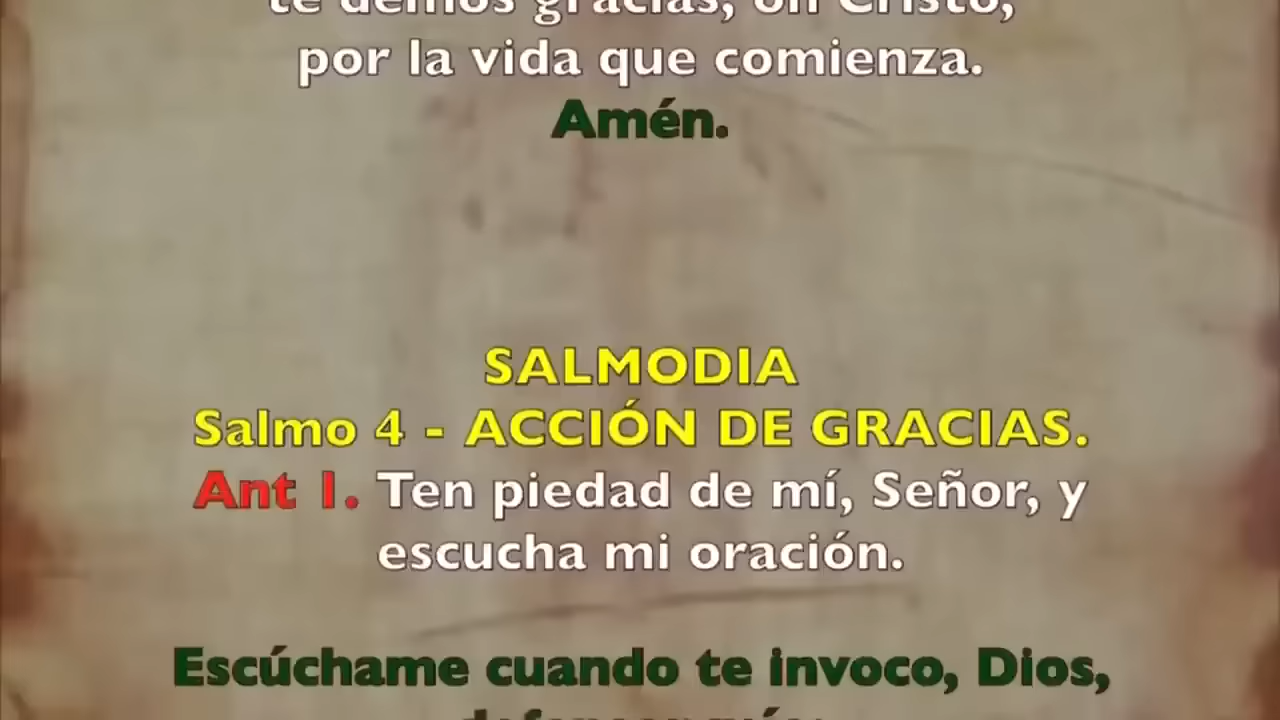 te demos gracias, oh Cristo,
por la vida que comienza.
Amén.
SALMODIA
Salmo 4 - ACCIÓN DE GRACIAS.
Ant 1. Ten piedad de mí, Señor, y
escucha mi oración.
Escúchame cuando te invoco, Dios,